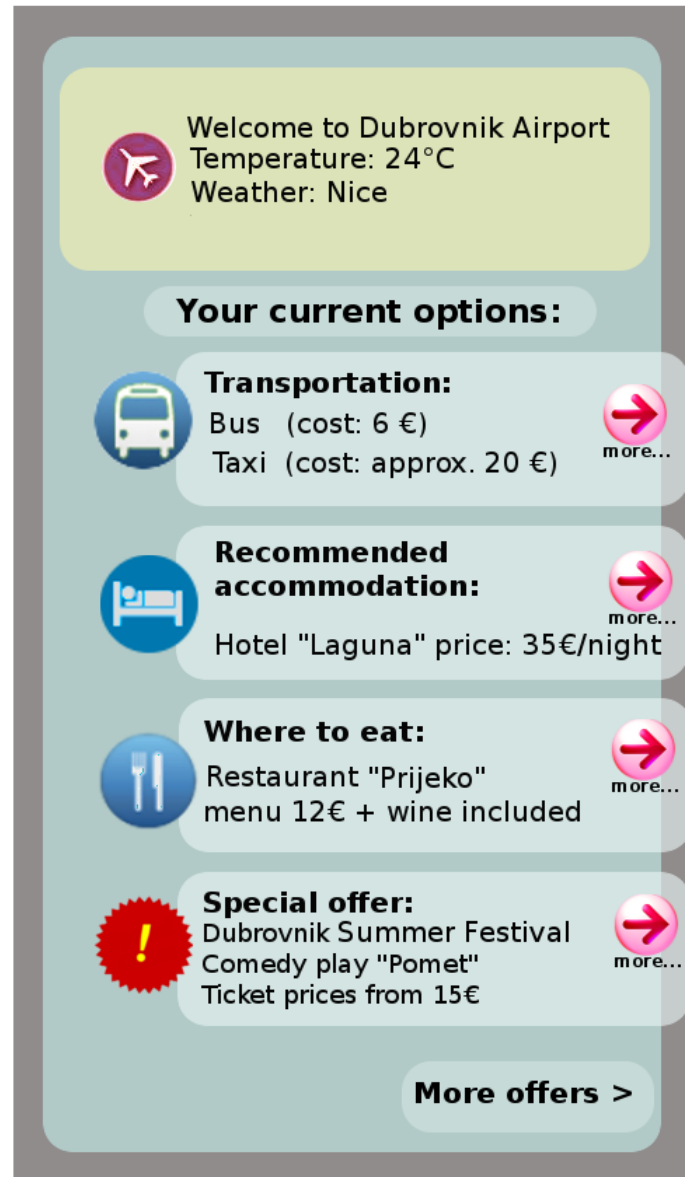 Welcome to Dubrovnik Airport
Temperature: 24°C
Weather: Nice
Your current options:
Transportation:
Bus (cost: 6 €)
Taxi (cost: approx. 20 €)
more...
Recommended
accommodation:
Hotel "Laguna" price: 35€/night
more...
Where to eat:
Restaurant "Prijeko"
menu 12€ + wine included
more...
Special offer:
Dubrovnik Summer Festival
Comedy play "Pomet"
Ticket prices from 15€
more...
More offers >